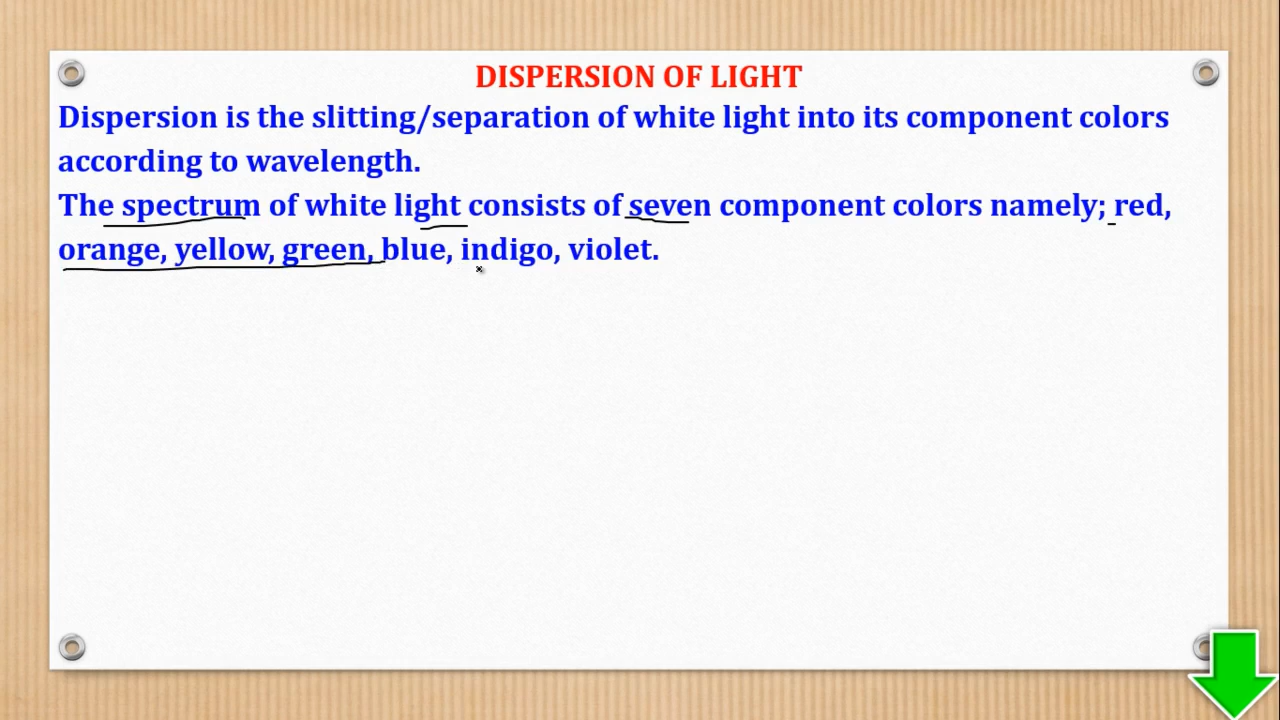 DISPERSION OF LIGHT
Dispersion is the slitting/separation of white light into its component colors
according to wavelength.
The spectrum of white light consists of seven component colors namely; red,
orange, yellow, green, blue, indigo, violet.